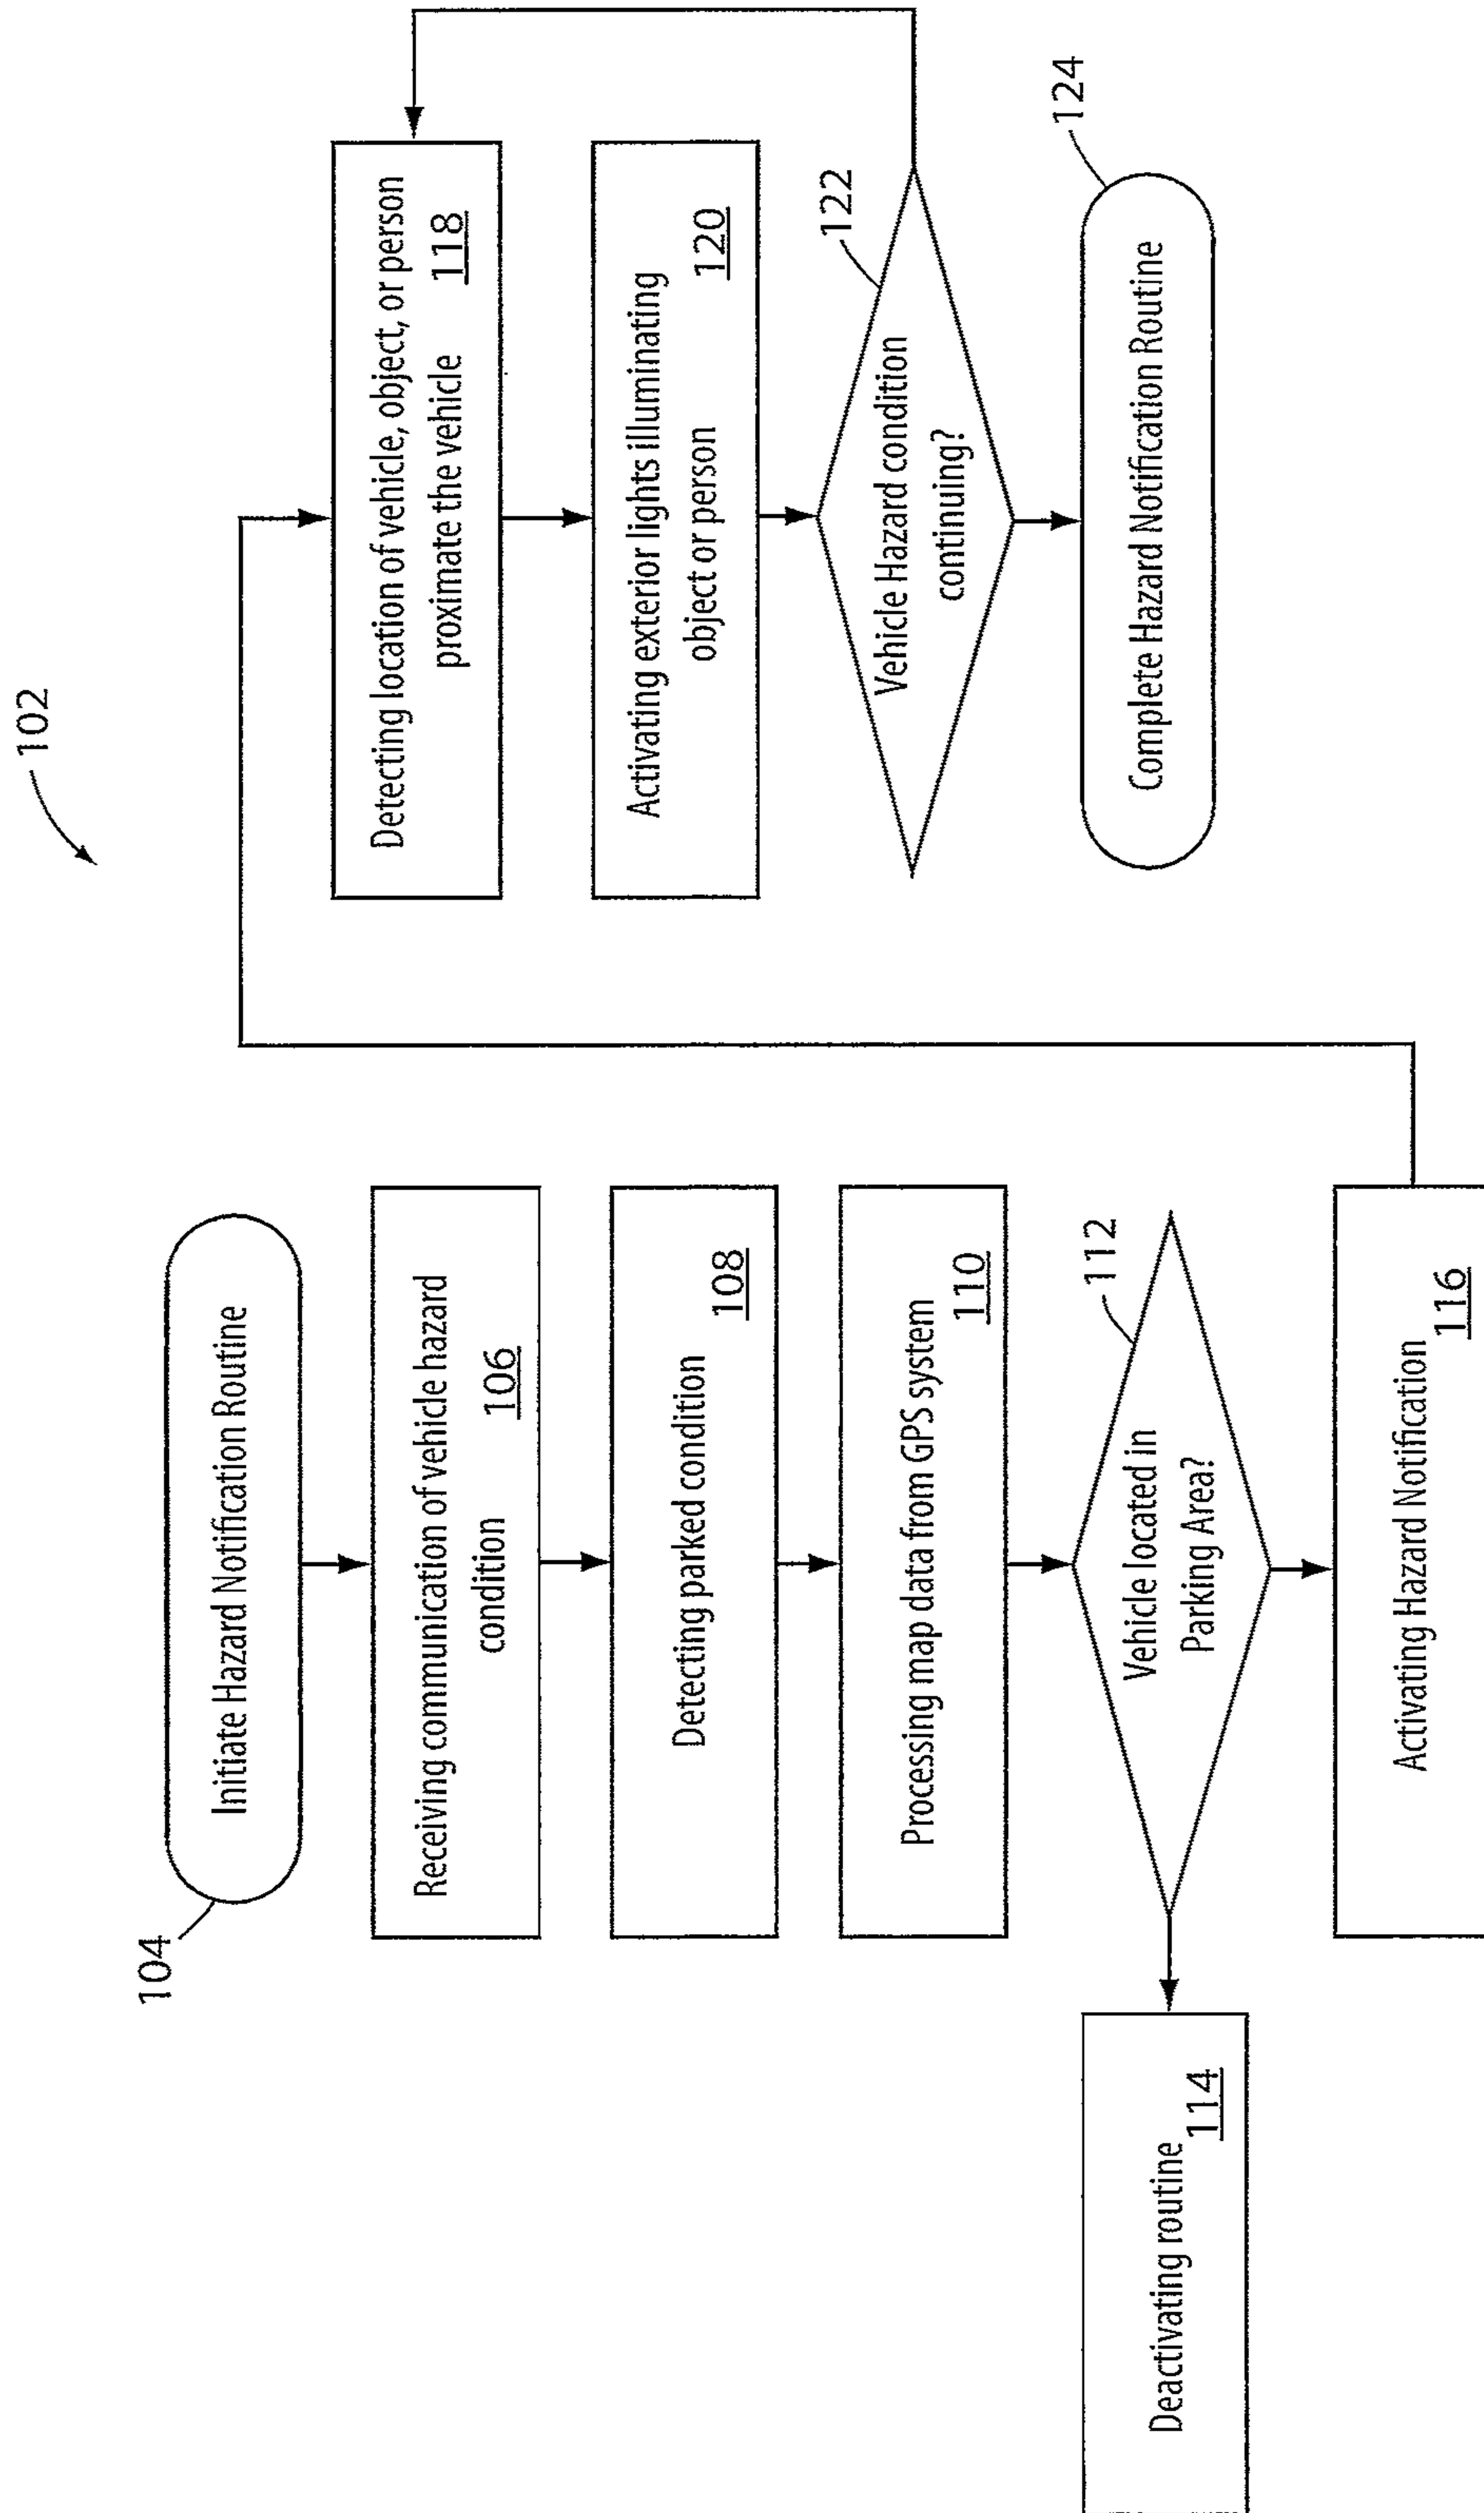 102
104
Initiate Hazard Notification Routine
Receiving communication of vehicle hazard
condition
106
Detecting parked condition
108
Processing map data from GPS system
110
112
Vehicle located in
Parking Area?
Deactivating routine
114
Activating Hazard Notification
116
Detecting location of vehicle, object, or person
proximate the vehicle
118
Activating exterior lights illuminating
object or person
120
122
Vehicle Hazard condition
continuing?
124
Complete Hazard Notification Routine